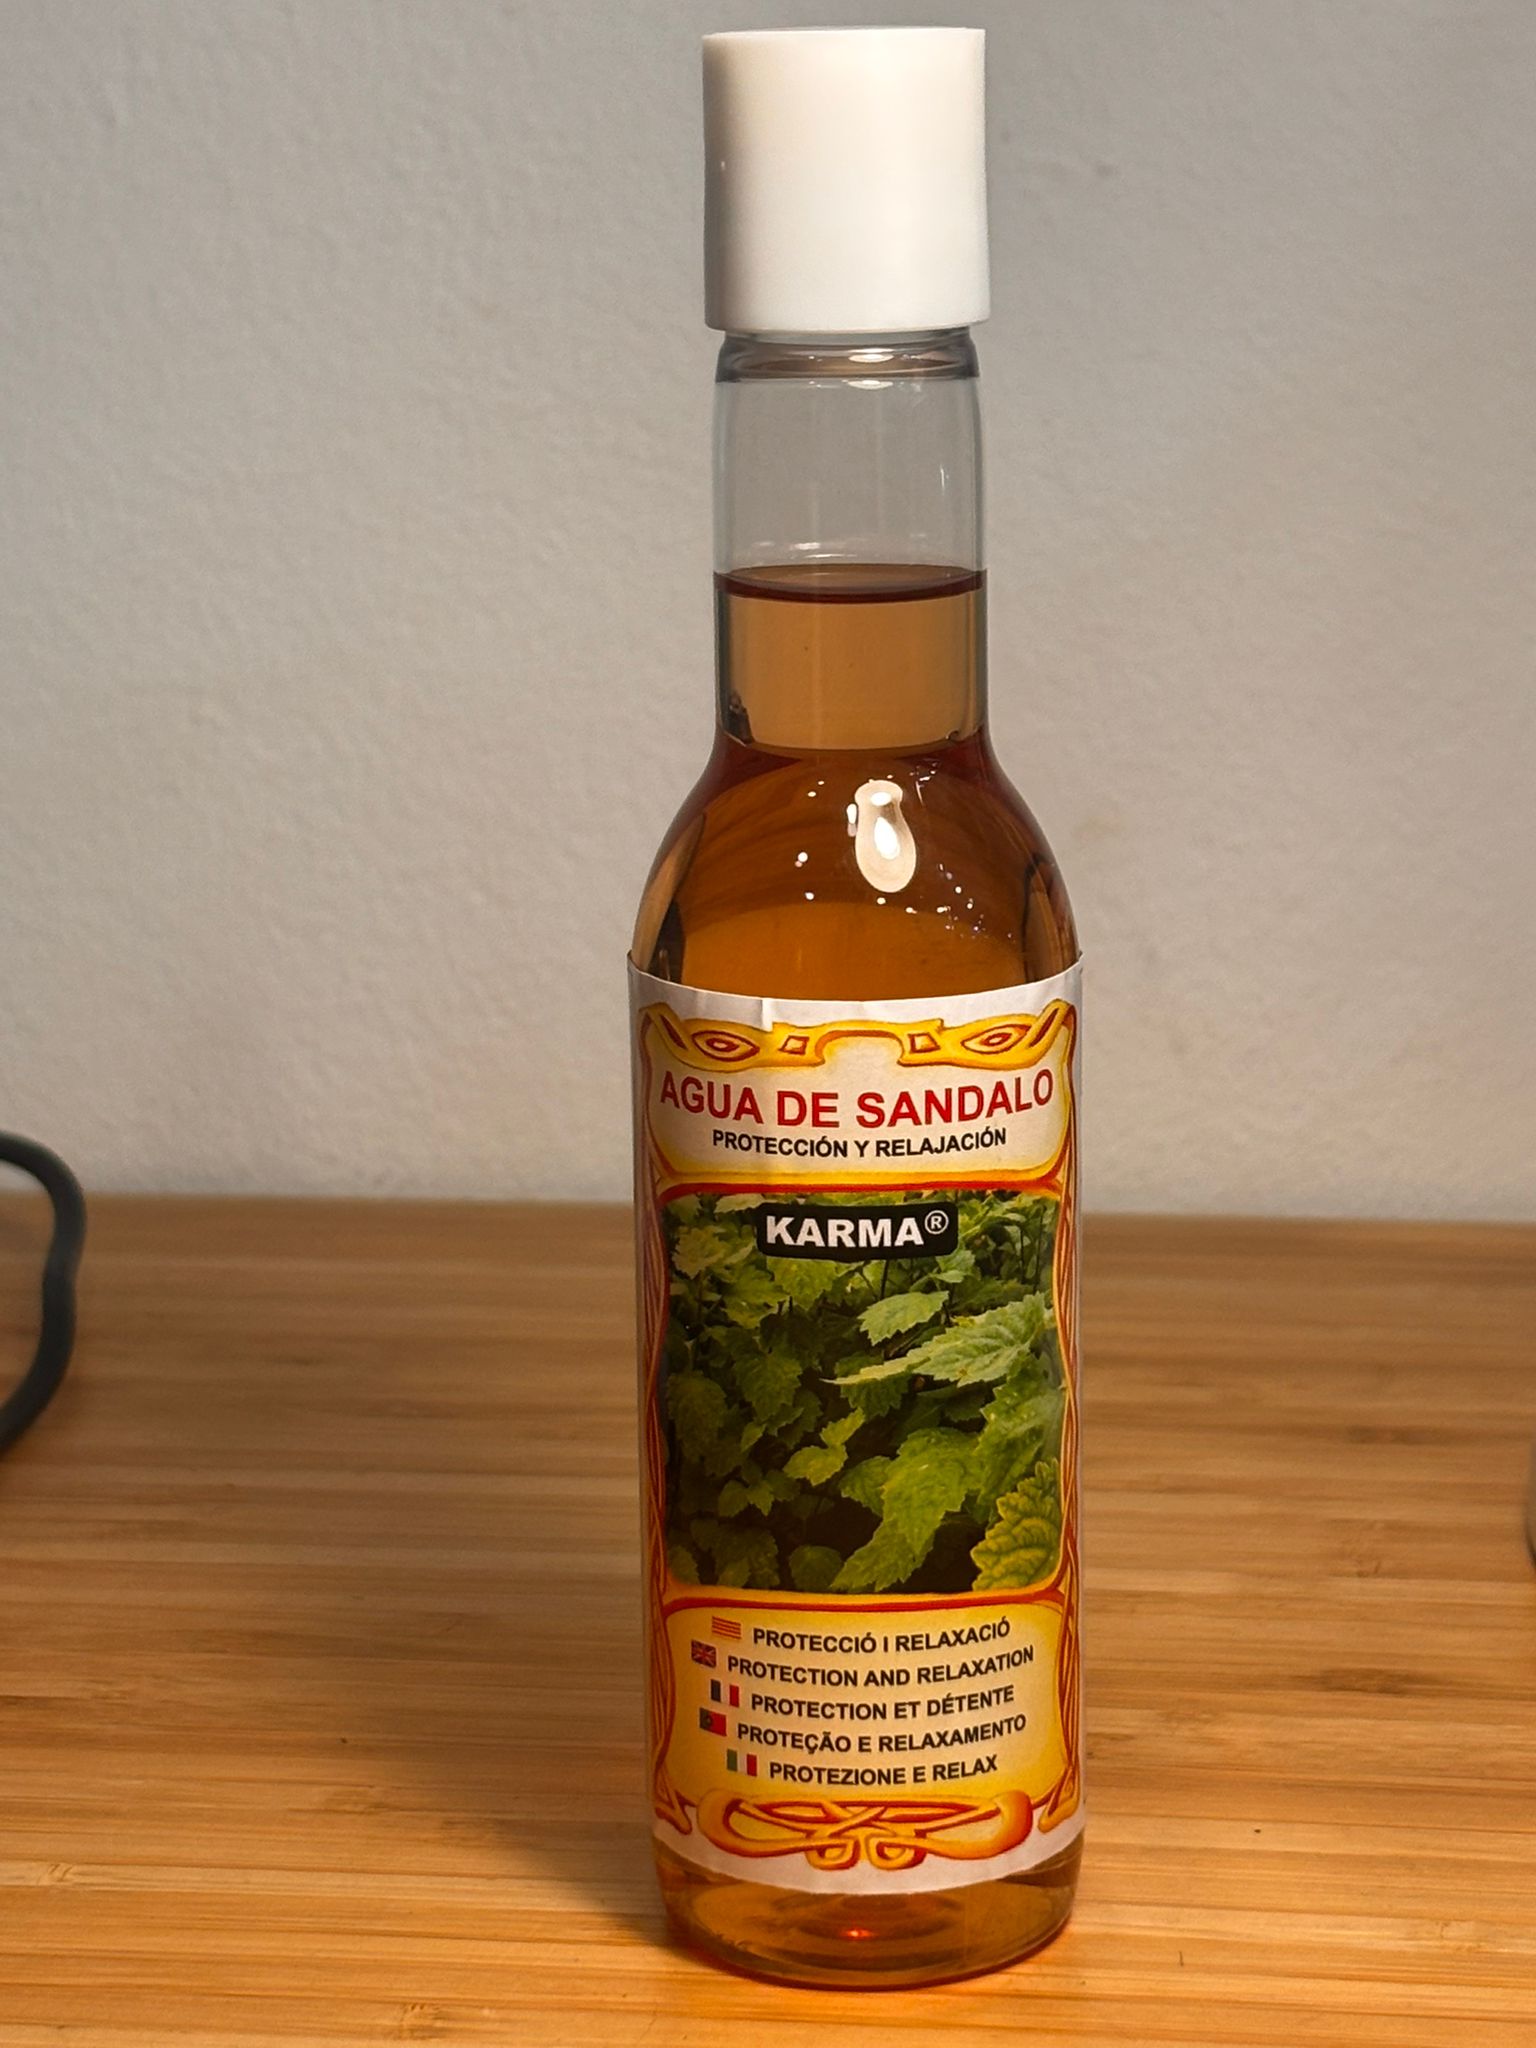 AGUA DE SANDALO
PROTECCIÓN Y RELAJACIÓN
KARMA®
PROTECCIÓ I RELAXACIÓ
PROTECTION AND RELAXATION
PROTECTION ET DÉTENTE
PROTEÇÃO E RELAXAMENTO
PROTEZIONE E RELAX